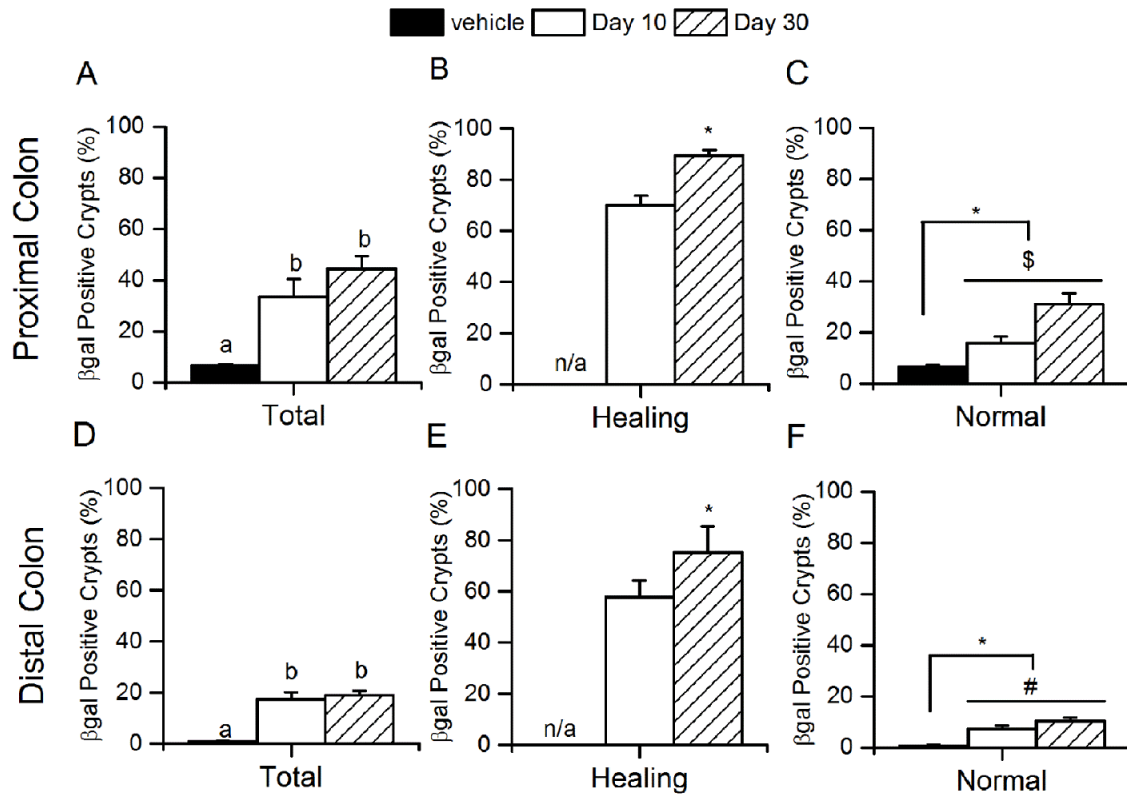 vehicle Day 10 Day 30
A
B
C
Proximal Colon
βgal Positive Crypts (%)
100
80
60
40
20
0
a
b
b
Total
βgal Positive Crypts (%)
100
80
60
40
20
0
n/a
*
Healing
βgal Positive Crypts (%)
100
80
60
40
20
0
*
$
Normal
D
E
F
Distal Colon
βgal Positive Crypts (%)
100
80
60
40
20
0
a
b
b
Total
βgal Positive Crypts (%)
100
80
60
40
20
0
n/a
*
Healing
βgal Positive Crypts (%)
100
80
60
40
20
0
*
#
Normal